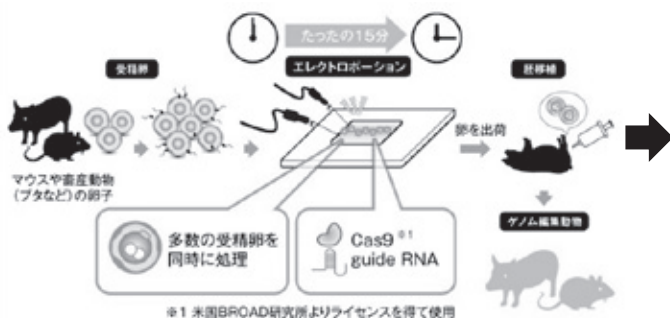 たったの15分
受精卵
エレクトロポーション
胚移植
卵を出荷
マウスや畜産動物
(ブタなど)の卵子
多数の受精卵を
同時に処理
Cas9 ※1
guide RNA
ゲノム編集動物
※1 米国BROAD研究所よりライセンスを得て使用